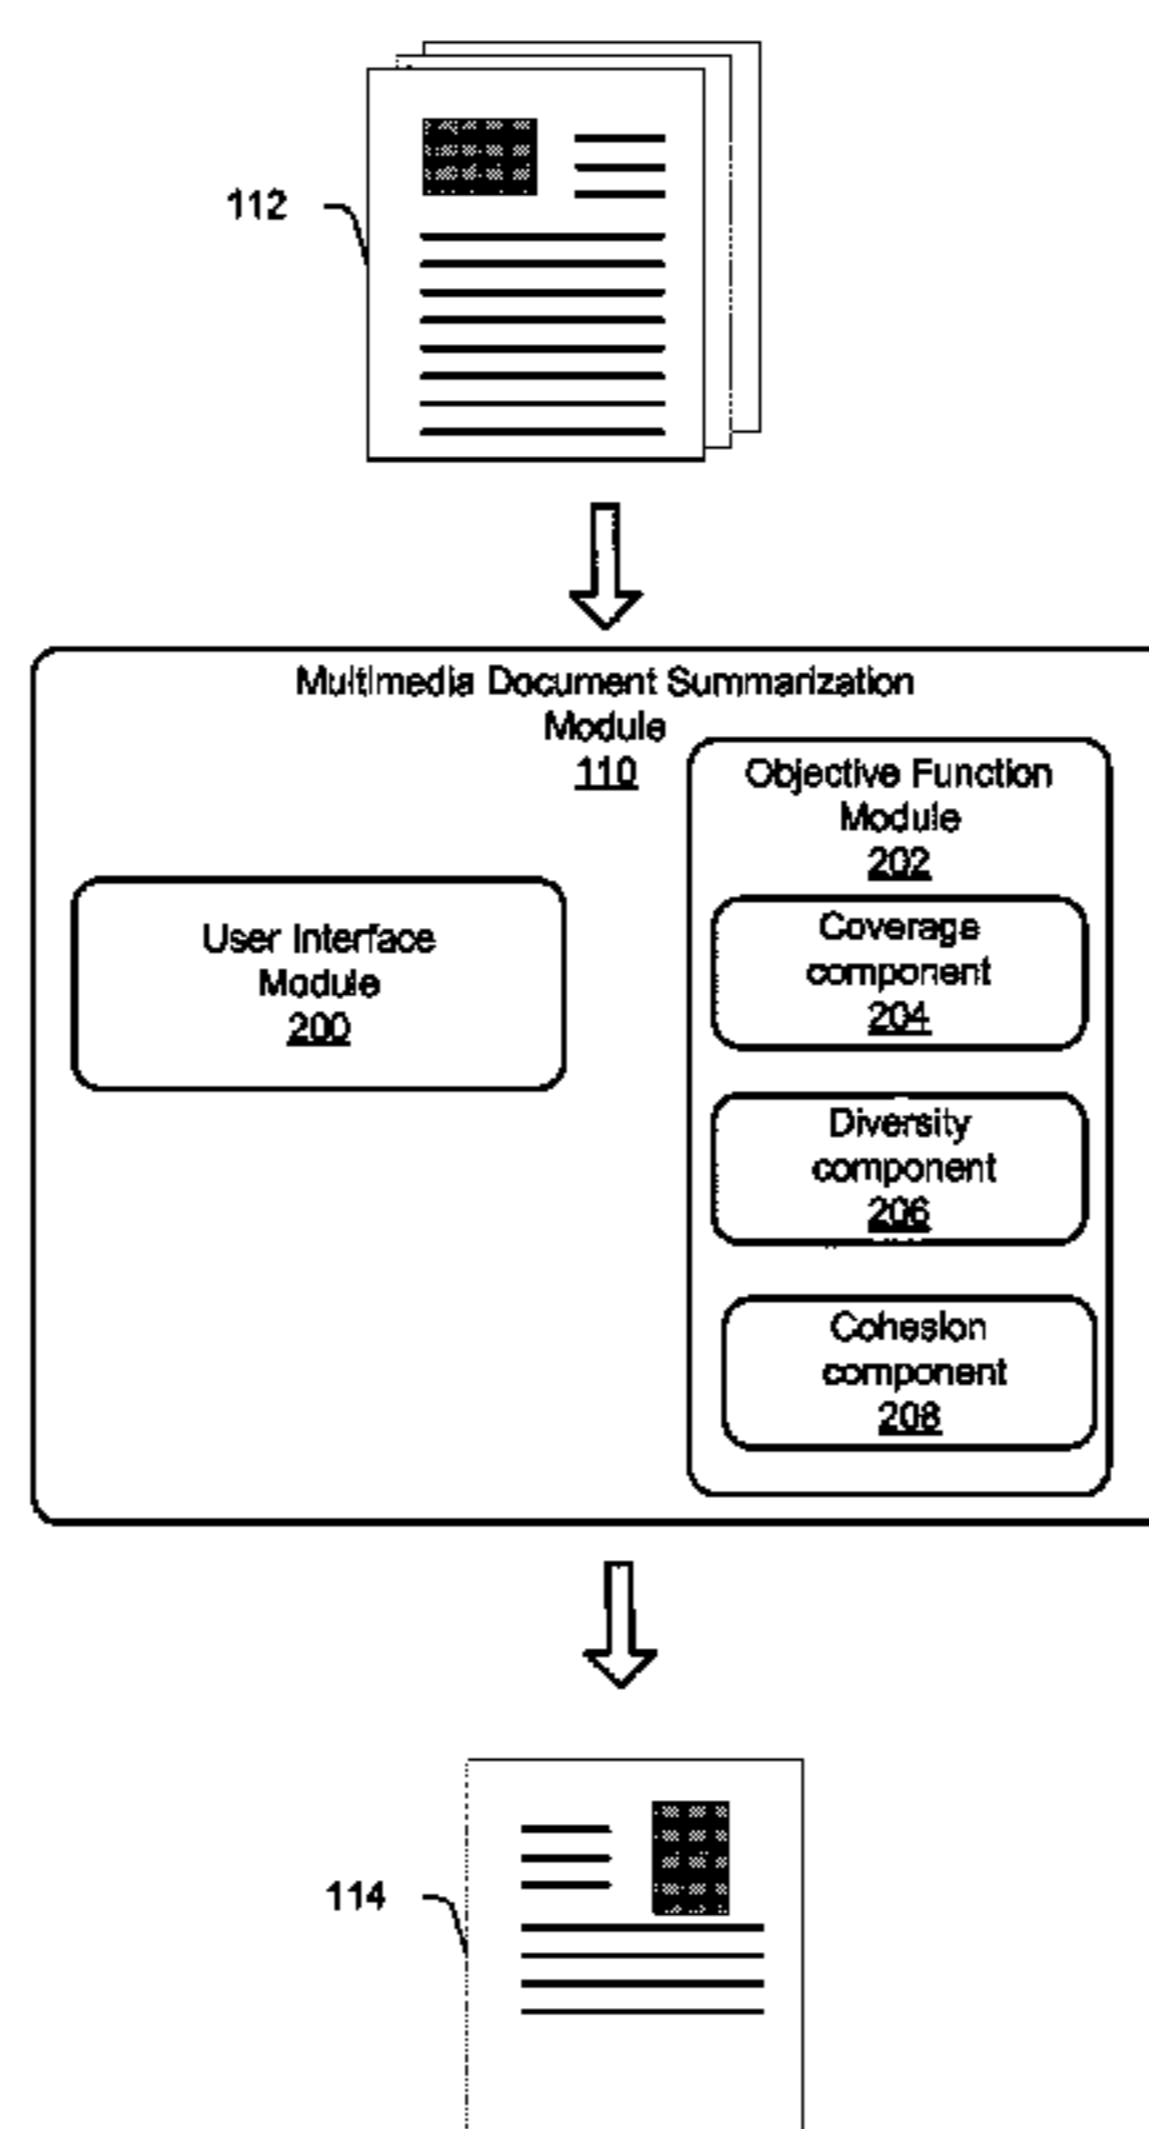 112
Multimedia Document Summarization
Module
110
Objective Function
Module
202
User Interface
Module
200
Coverage
component
204
Diversity
component
206
Cohesion
component
208
114